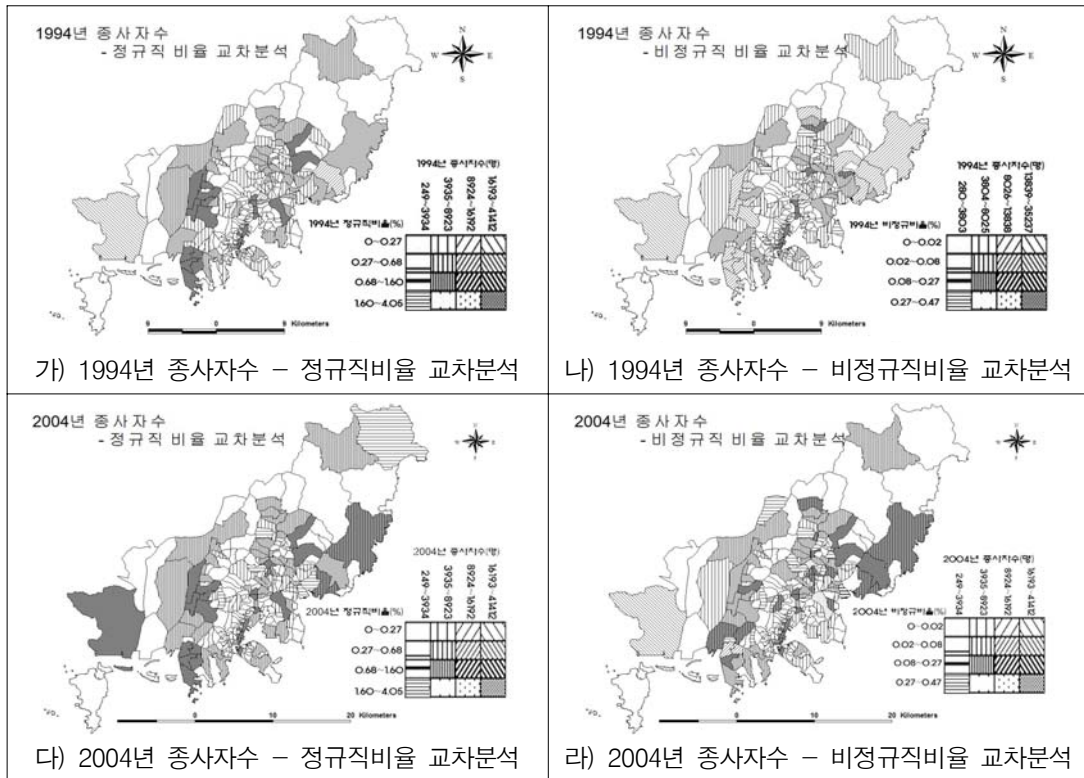 1994년 종사자수
- 정규직 비율 교차분석
N
W E
S
1994년 종사자수(명)
249~3934
3935~8923
8924~16192
16193~41412
1994년 정규직비율(%)
0~0.27
0.27~0.68
0.68~1.60
1.60~4.05
9 0 9 Kilometers
가) 1994년 종사자수 - 정규직비율 교차분석
1994년 종사자수
- 비정규직 비율 교차분석
N
W E
S
1994년 종사자수(명)
280~3803
3804~8025
8026~13838
13839~35237
1994년 비정규비율(%)
0~0.02
0.02~0.08
0.08~0.27
0.27~0.47
9 0 9 Kilometers
나) 1994년 종사자수 - 비정규직비율 교차분석
2004년 종사자수
- 정규직 비율 교차분석
2004년 종사자수(명)
249~3934
3935~8923
8924~16192
16193~41412
2004년 정규직비율(%)
0~0.27
0.27~0.68
0.68~1.60
1.60~4.05
0 10 20 Kilometers
다) 2004년 종사자수 - 정규직비율 교차분석
2004년 종사자수
- 비정규직 비율 교차분석
2004년 종사자수(명)
249~3934
3935~8923
8924~16192
16193~41412
2004년 비정규비율(%)
0~0.02
0.02~0.08
0.08~0.27
0.27~0.47
0 10 20 Kilometers
라) 2004년 종사자수 - 비정규직비율 교차분석